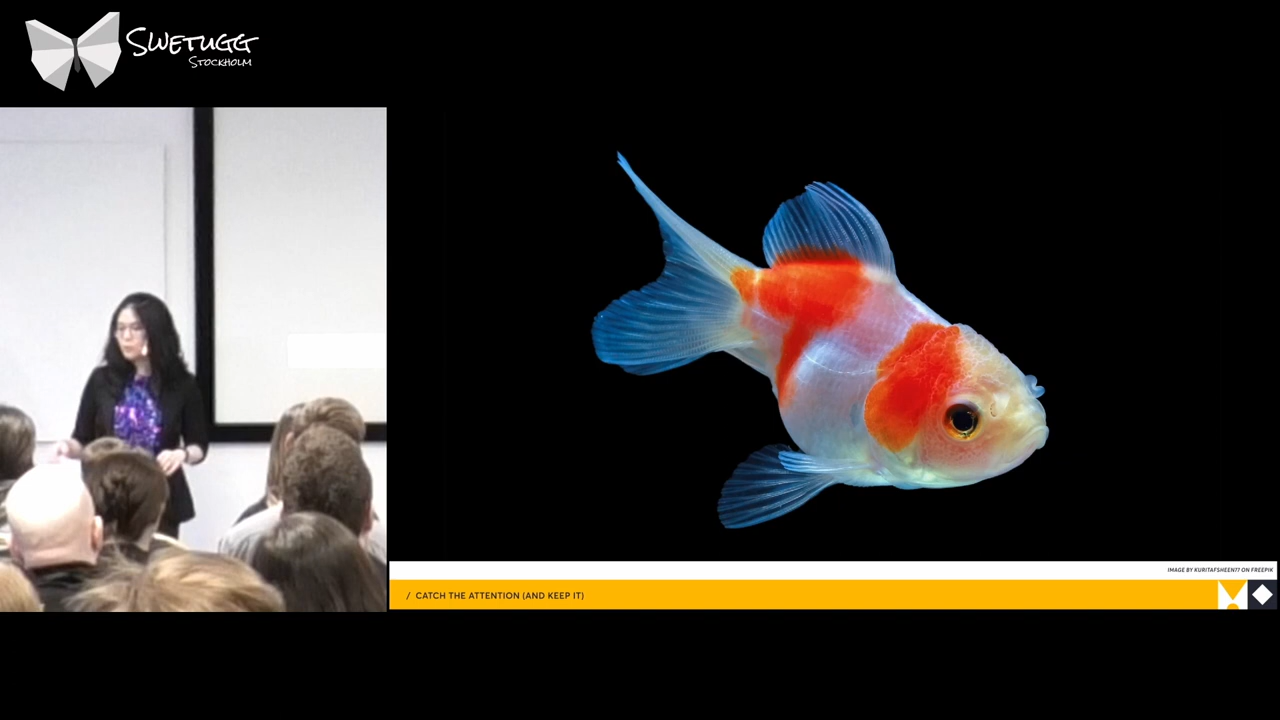 SWETUGG
STOCKHOLM
IMAGE BY KURITAFSHEEN77 ON FREEPIK
/ CATCH THE ATTENTION (AND KEEP IT)